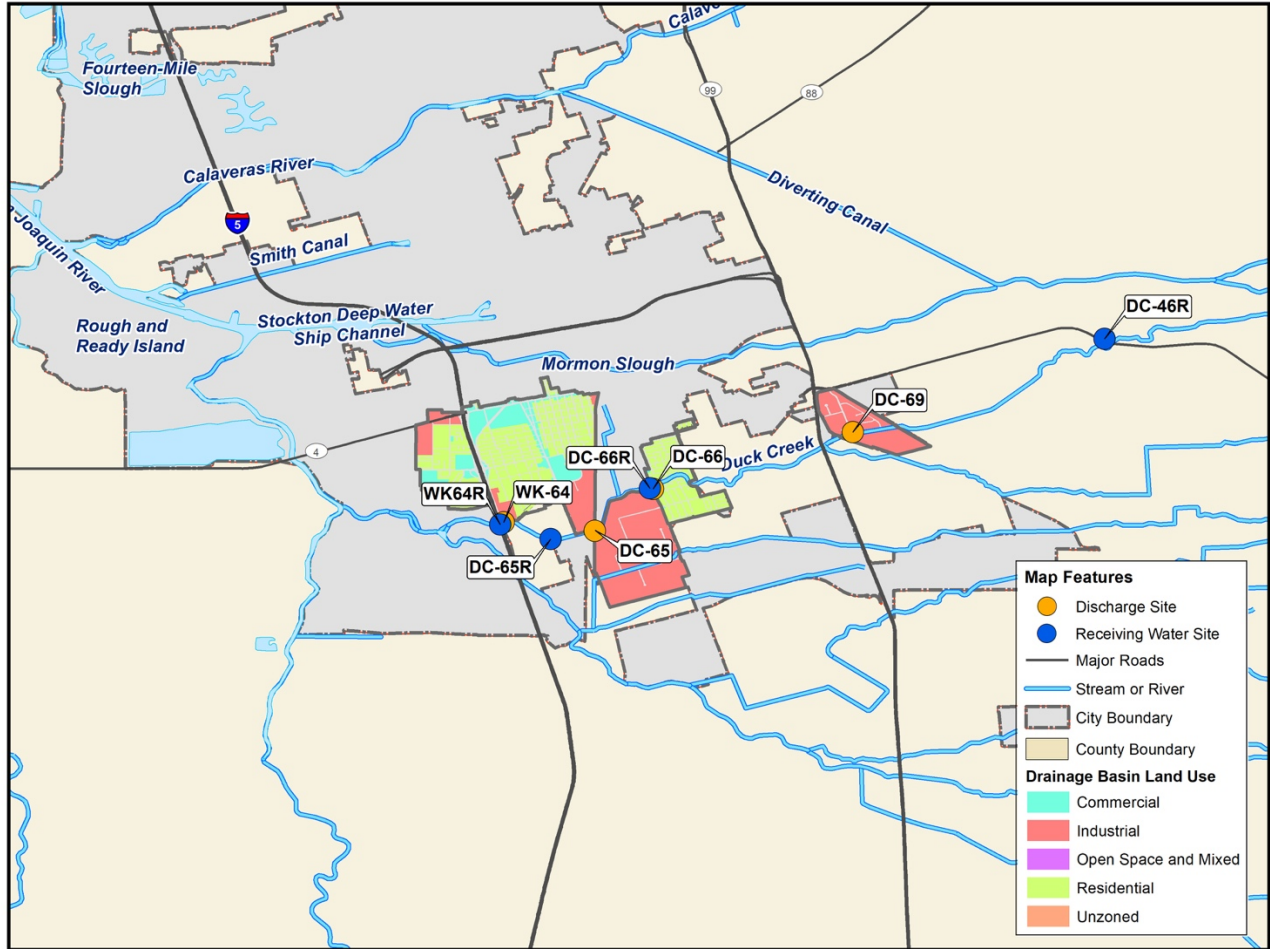 Calave
Fourteen-Mile
Slough
99
88
Calaveras River
Diverting Canal
5
Smith Canal
n Joaquin River
Rough and
Ready Island
Stockton Deep Water
Ship Channel
Mormon Slough
DC-46R
DC-69
4
DC-66R
DC-66
Duck Creek
WK64R
WK-64
DC-65R
DC-65
Map Features
Discharge Site
Receiving Water Site
Major Roads
Stream or River
City Boundary
County Boundary
Drainage Basin Land Use
Commercial
Industrial
Open Space and Mixed
Residential
Unzoned